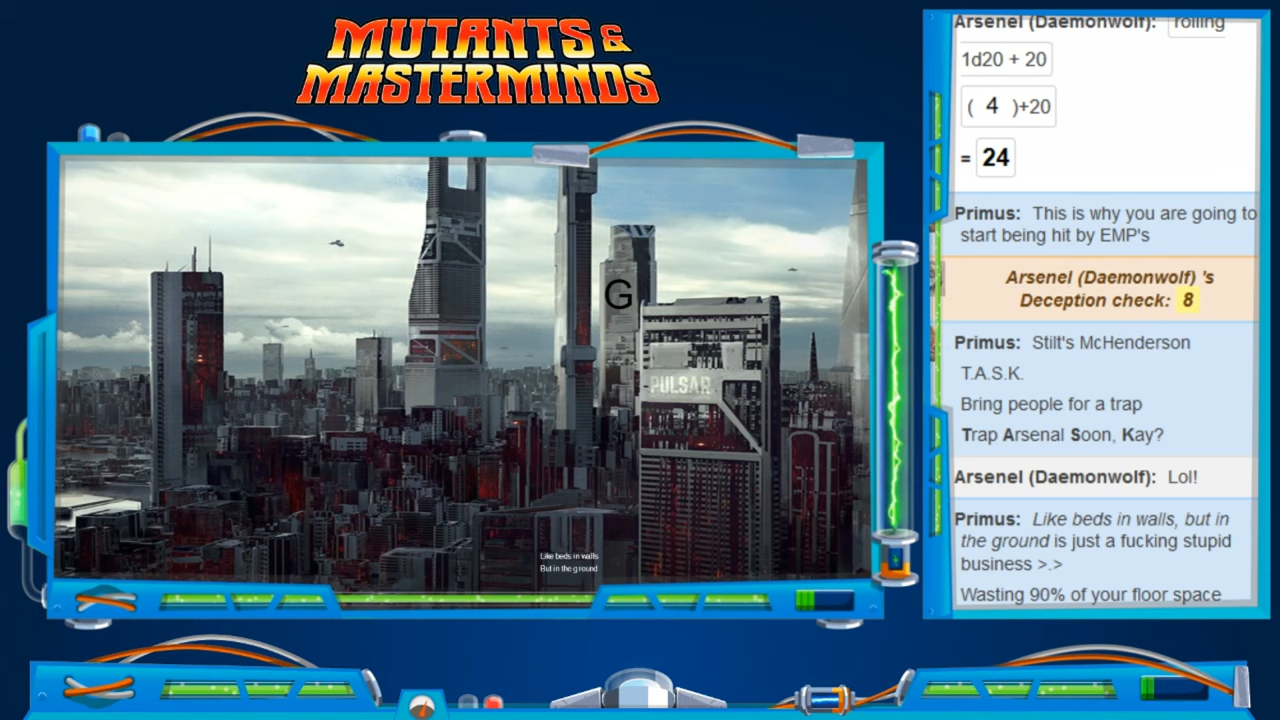 MUTANTS &
MASTERMINDS
G
PULSAR
Like beds in walls
But in the ground
Arsenel (Daemonwolf): rolling
1d20 + 20
( 4 )+20
= 24
Primus: This is why you are going to
start being hit by EMP's
Arsenel (Daemonwolf) 's
Deception check: 8
Primus: Stilt's McHenderson
T.A.S.K.
Bring people for a trap
Trap Arsenal Soon, Kay?
Arsenel (Daemonwolf): Lol!
Primus: Like beds in walls, but in
the ground is just a fucking stupid
business >.>
Wasting 90% of your floor space